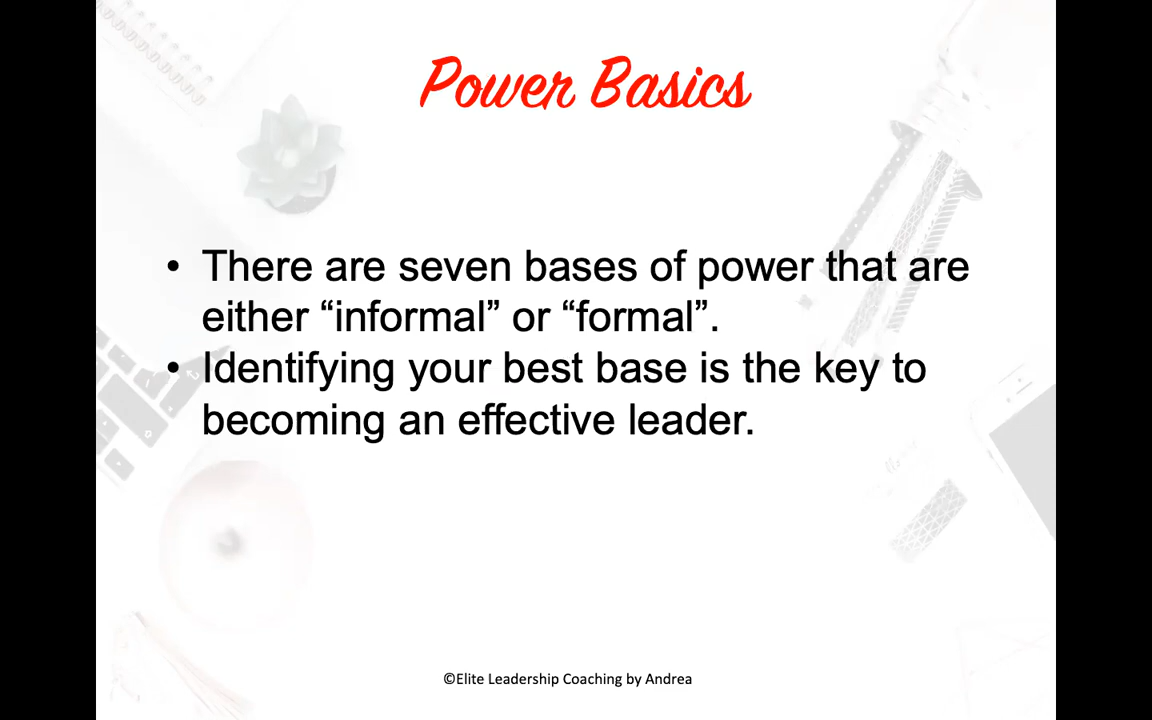 Power Basics
• There are seven bases of power that are
either “informal” or “formal”.
• Identifying your best base is the key to
becoming an effective leader.
©Elite Leadership Coaching by Andrea